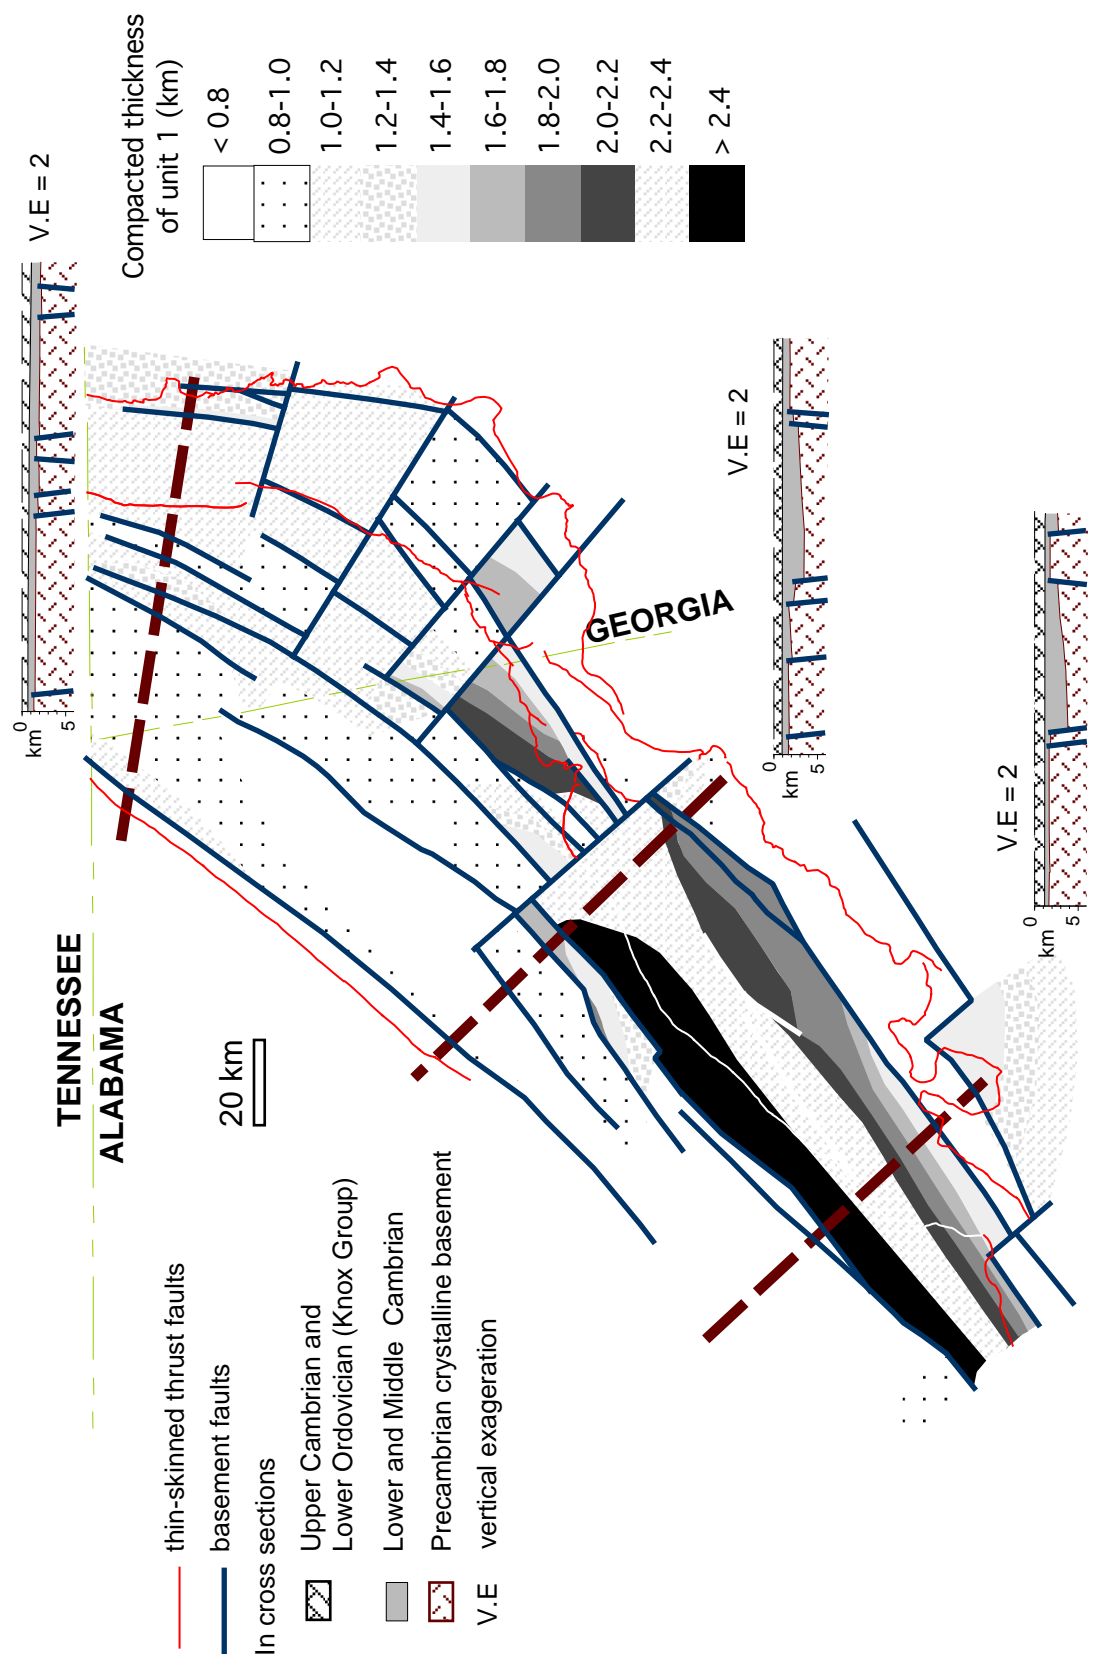 TENNESSEE
ALABAMA
GEORGIA
20 km
thin-skinned thrust faults
basement faults
In cross sections
Upper Cambrian and
Lower Ordovician (Knox Group)
Lower and Middle Cambrian
Precambrian crystalline basement
V.E vertical exageration
Compacted thickness
of unit 1 (km)
< 0.8
0.8-1.0
1.0-1.2
1.2-1.4
1.4-1.6
1.6-1.8
1.8-2.0
2.0-2.2
2.2-2.4
> 2.4
V.E = 2
0
km
5
V.E = 2
0
km
5
V.E = 2
0
km
5